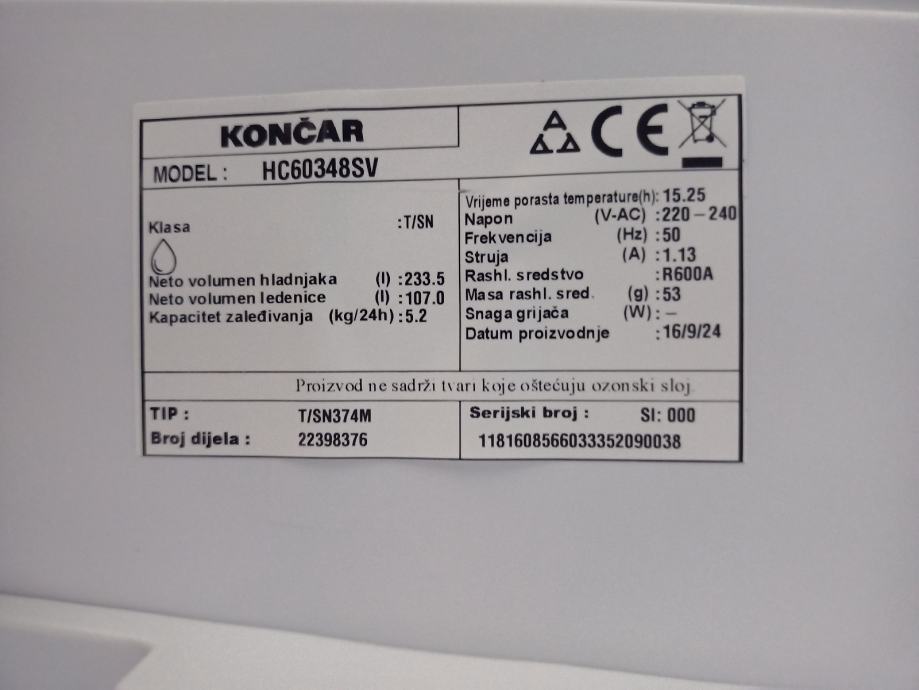 KONČAR
MODEL : HC60348SV
Klasa :T/SN
Neto volumen hladnjaka (l) :233.5
Neto volumen ledenice (l) :107.0
Kapacitet zaleđivanja (kg/24h) :5.2
CE
Vrijeme porasta temperature(h): 15.25
Napon (V-AC) :220-240
Frekvencija (Hz) :50
Struja (A) :1.13
Rashl. sredstvo :R600A
Masa rashl. sred. (g) :53
Snaga grijača (W) :-
Datum proizvodnje :16/9/24
Proizvod ne sadrži tvari koje oštećuju ozonski sloj.
TIP : T/SN374M
Broj dijela : 22398376
Serijski broj : SI: 000
1181608566033352090038